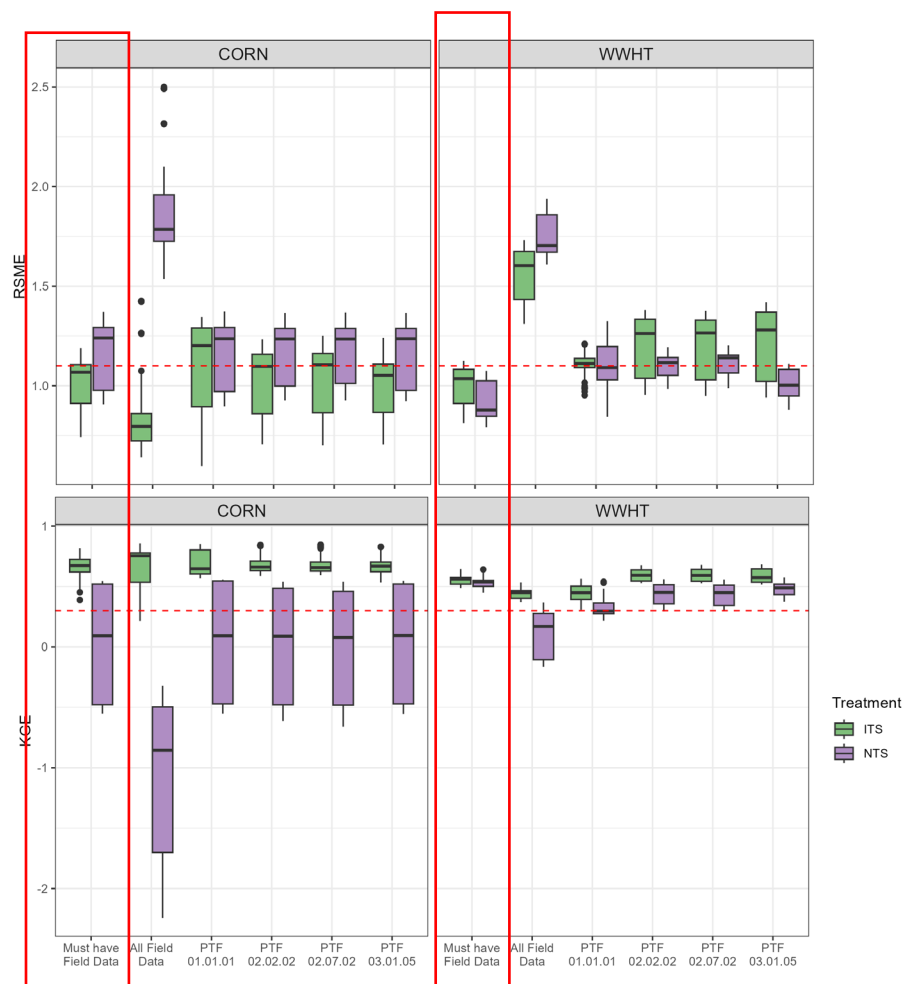 CORN
WWHT
2.5
2.0
1.5
1.0
RSME
CORN
WWHT
1
0
-1
-2
KGE
Must have
Field Data
All Field
Data
PTF
01.01.01
PTF
02.02.02
PTF
02.07.02
PTF
03.01.05
Must have
Field Data
All Field
Data
PTF
01.01.01
PTF
02.02.02
PTF
02.07.02
PTF
03.01.05
Treatment
ITS
NTS